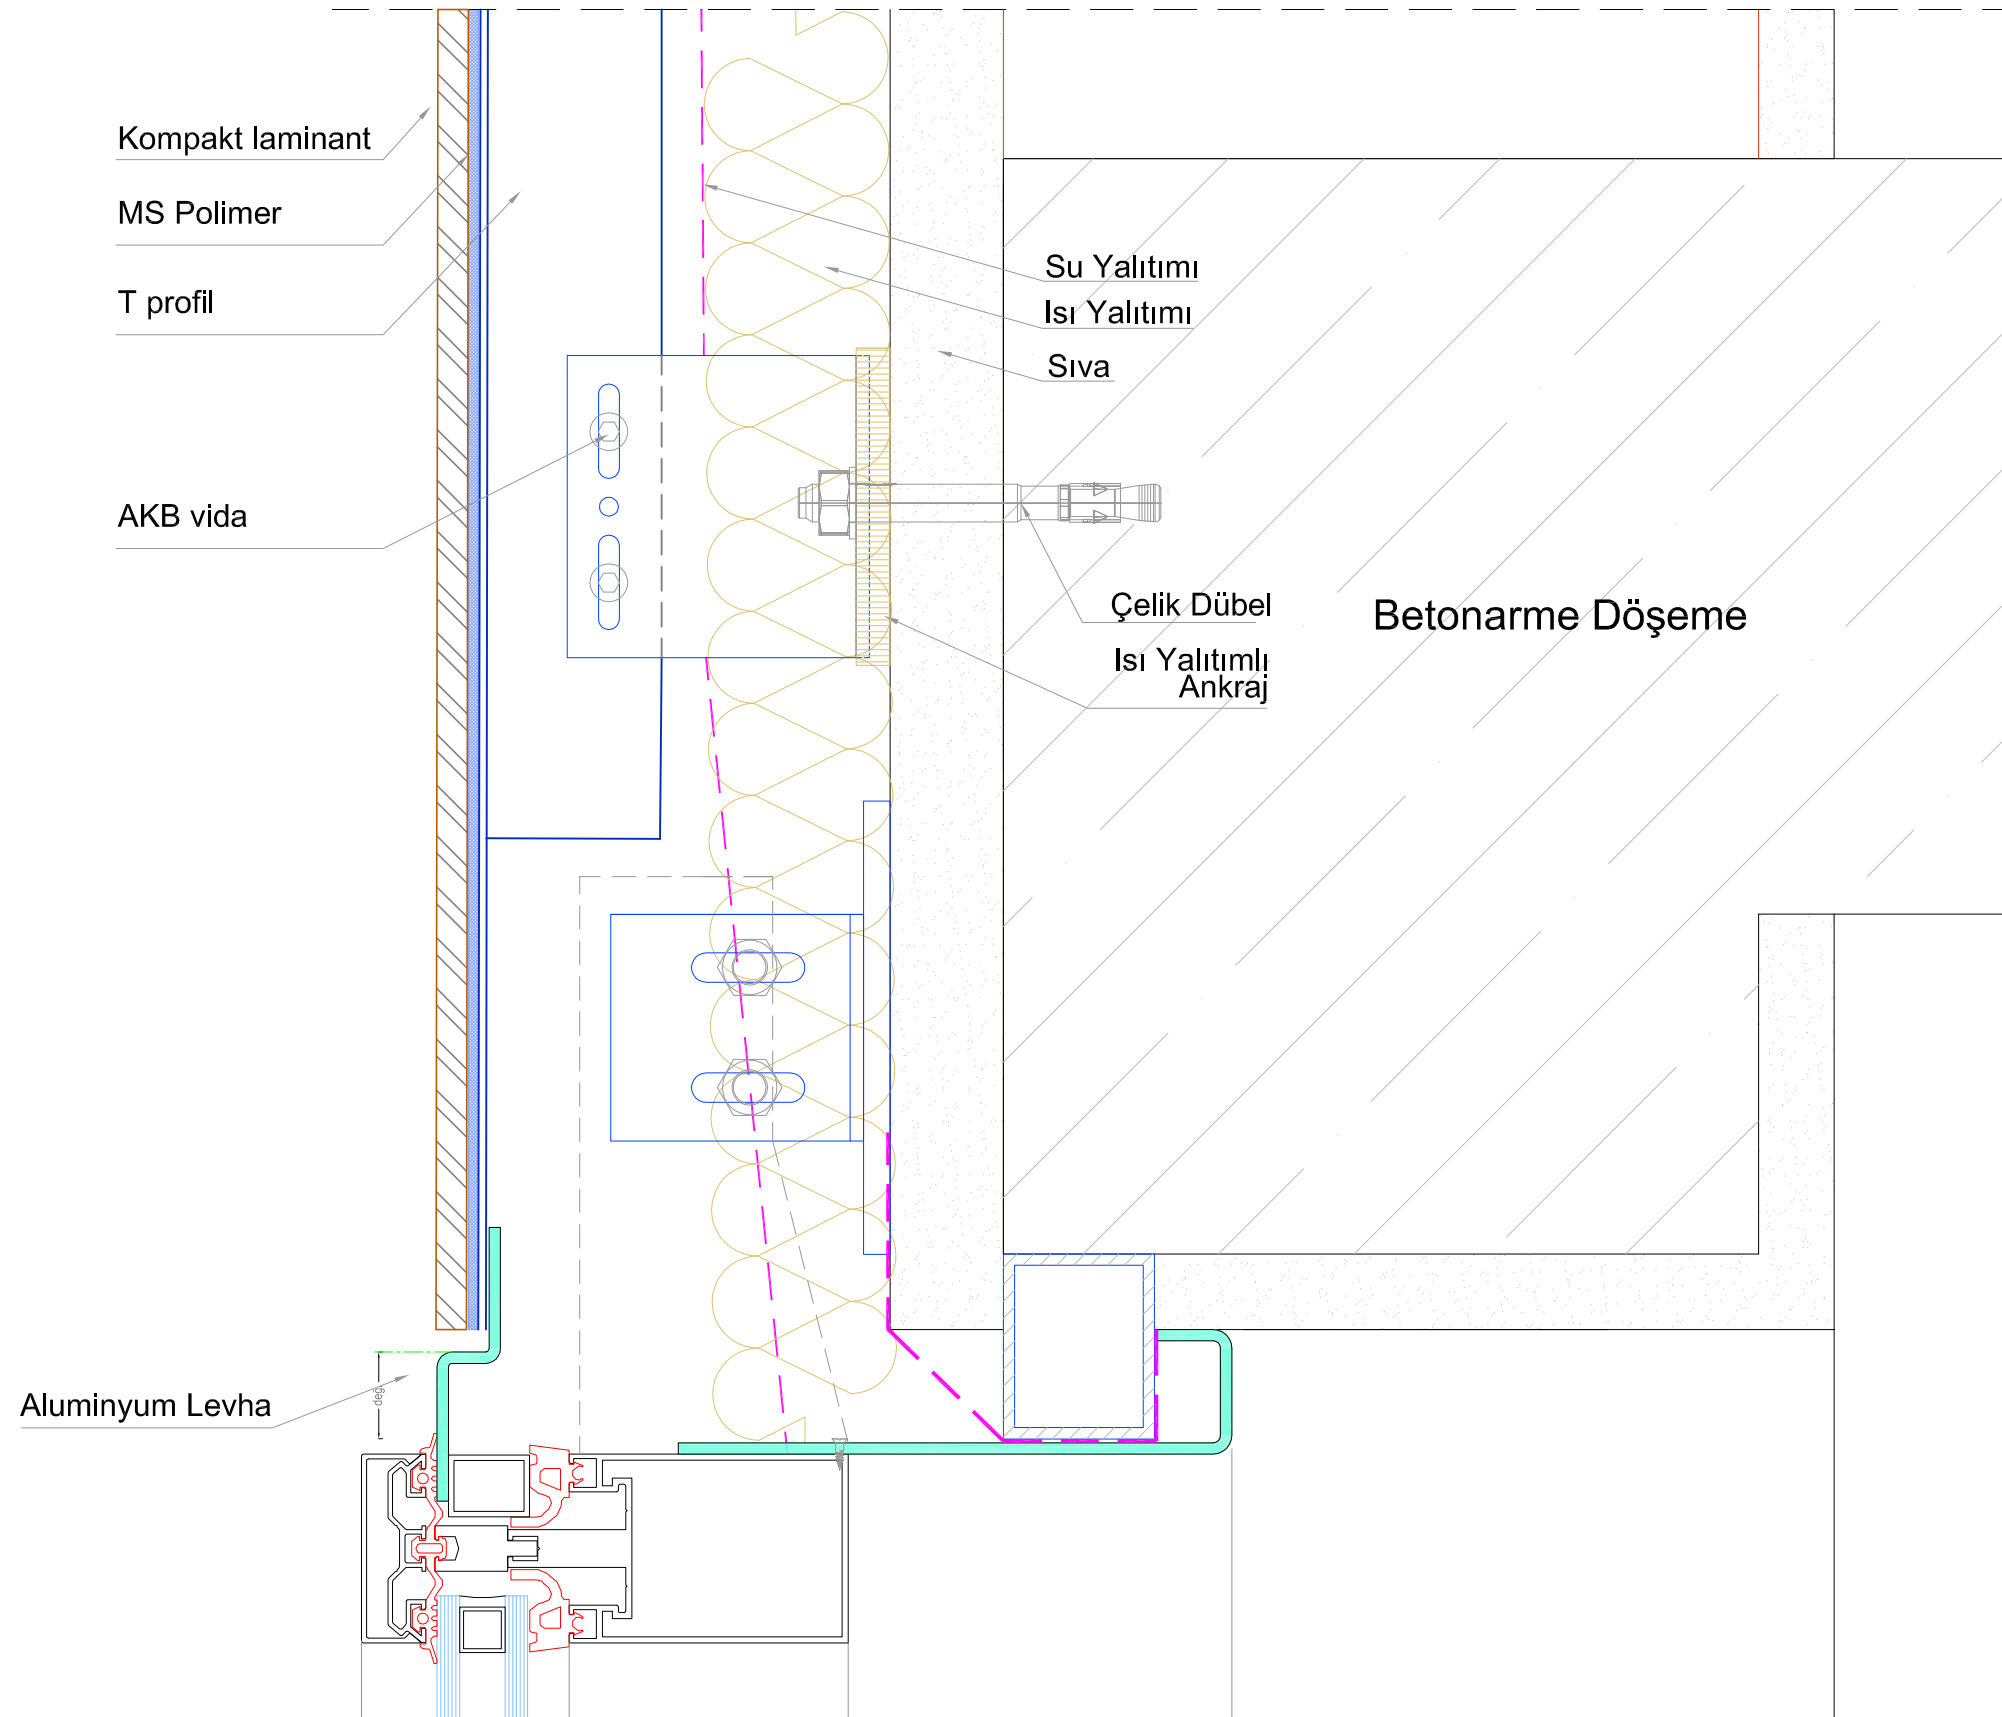 Kompakt laminant
MS Polimer
T profil
Su Yalıtımı
Isı Yalıtımı
Sıva
AKB vida
Çelik Dübel
Betonarme Döşeme
Isı Yalıtımlı
Ankraj
Aluminyum Levha